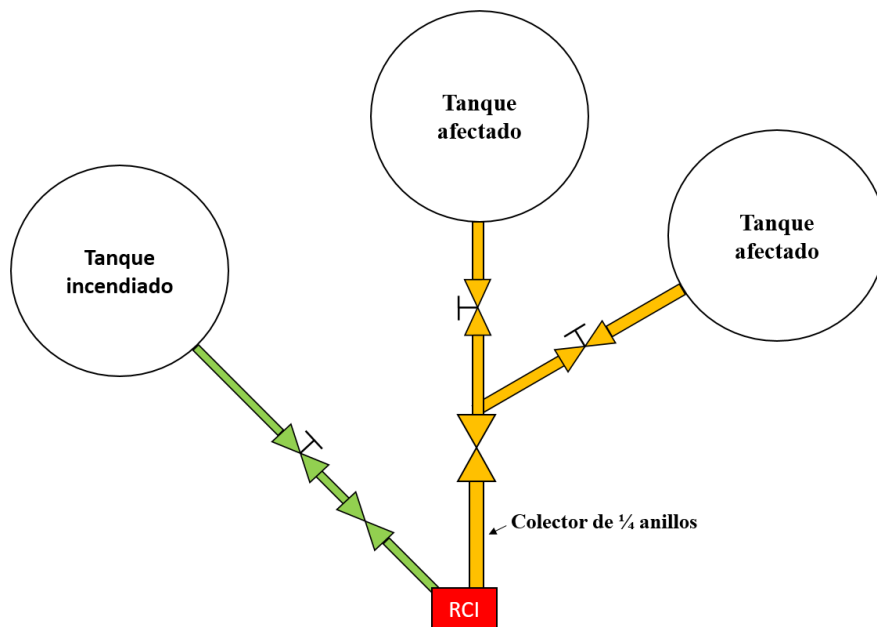 Tanque
afectado
Tanque
afectado
Tanque
incendiado
Colector de ¼ anillos
RCI